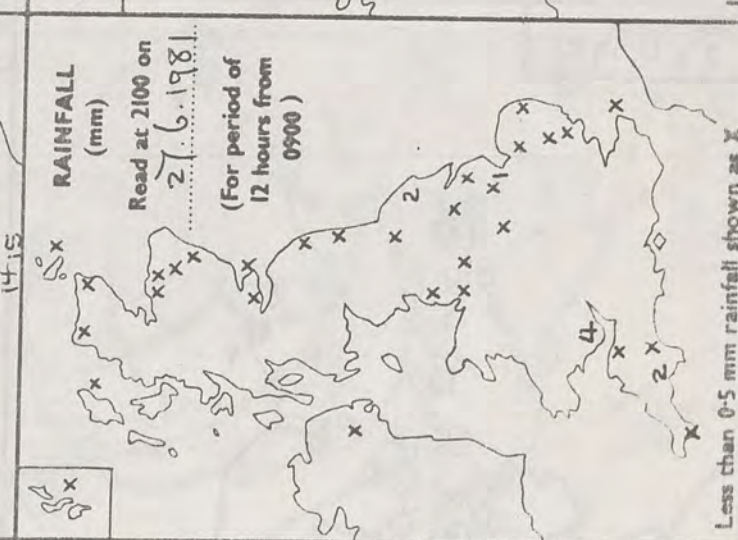 14 15
RAINFALL
(mm)
Read at 2100 on
27.6.1981
(For period of
12 hours from
0900)
x
x
x
x
x
x
x
x
x
x
x
x
x
x
2
x
x
x
x
1
x
x
x
x
x
x
x
x
x
x
4
x
x
2
x
Less than 0·5 mm rainfall shown as X